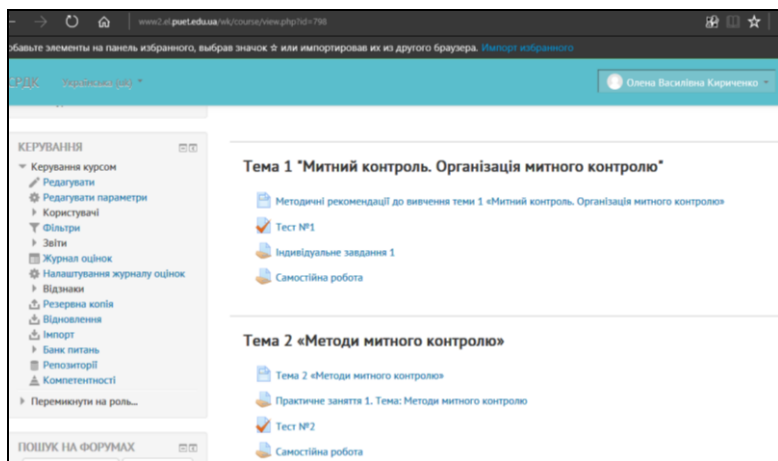 www2.el.puet.edu.ua/wk/course/view.php?id=798
обавьте элементы на панель избранного, выбрав значок ☆ или импортировав их из другого браузера. Импорт избранного
Українська (uk)
Олена Василівна Кириченко
КЕРУВАННЯ
Керування курсом
Редагувати
Редагувати параметри
Користувачі
Фільтри
Звіти
Журнал оцінок
Налаштування журналу оцінок
Відзнаки
Резервна копія
Відновлення
Імпорт
Банк питань
Репозиторії
Компетентності
Перемикнути на роль...
ПОШУК НА ФОРУМАХ
Тема 1 "Митний контроль. Організація митного контролю"
Методичні рекомендації до вивчення теми 1 «Митний контроль. Організація митного контролю»
Тест №1
Індивідуальне завдання 1
Самостійна робота
Тема 2 «Методи митного контролю»
Тема 2 «Методи митного контролю»
Практичне заняття 1. Тема: Методи митного контролю
Тест №2
Самостійна робота